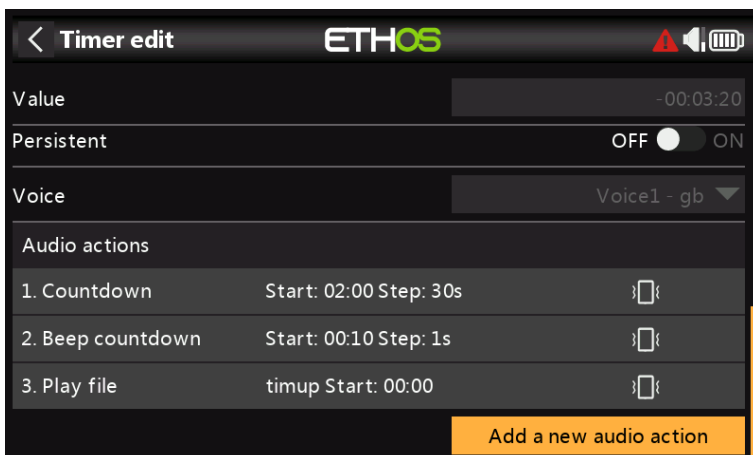 Timer edit
ETHOS
Value -00:03:20
Persistent OFF ON
Voice Voice1 - gb
Audio actions
1. Countdown Start: 02:00 Step: 30s
2. Beep countdown Start: 00:10 Step: 1s
3. Play file timup Start: 00:00
Add a new audio action